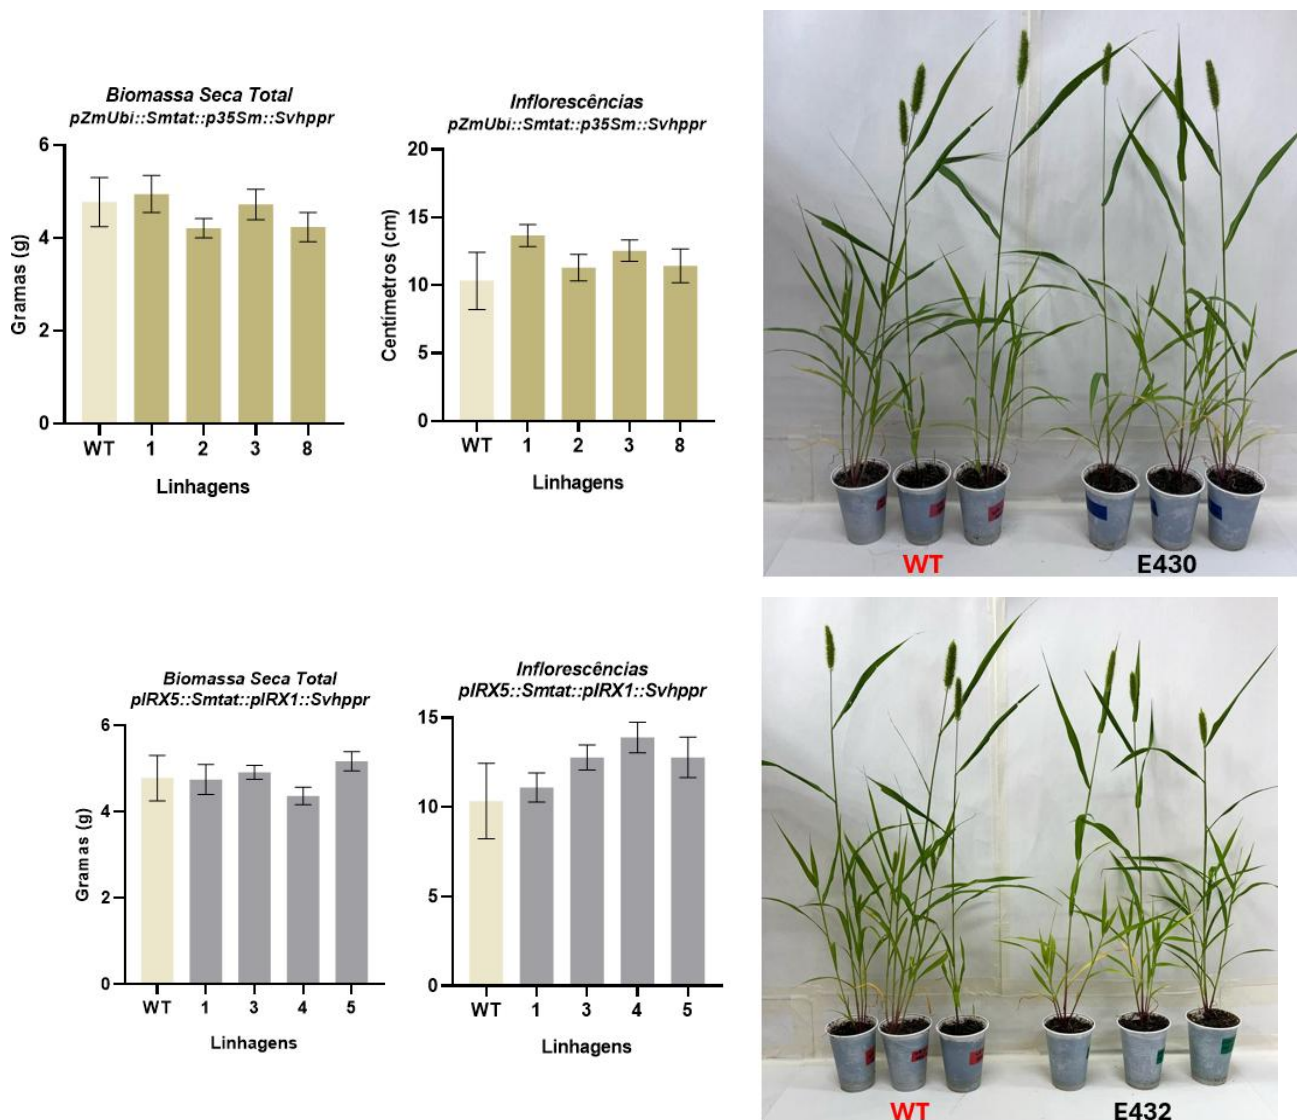 Biomassa Seca Total
pZmUbi::Smtat::p35Sm::Svhppr
Gramas (g)
6
4
2
0
WT 1 2 3 8
Linhagens
Inflorescências
pZmUbi::Smtat::p35Sm::Svhppr
Centímetros (cm)
20
15
10
5
0
WT 1 2 3 8
Linhagens
WT E430
Biomassa Seca Total
pIRX5::Smtat::pIRX1::Svhppr
Gramas (g)
6
4
2
0
WT 1 3 4 5
Linhagens
Inflorescências
pIRX5::Smtat::pIRX1::Svhppr
15
10
5
0
WT 1 3 4 5
Linhagens
WT E432